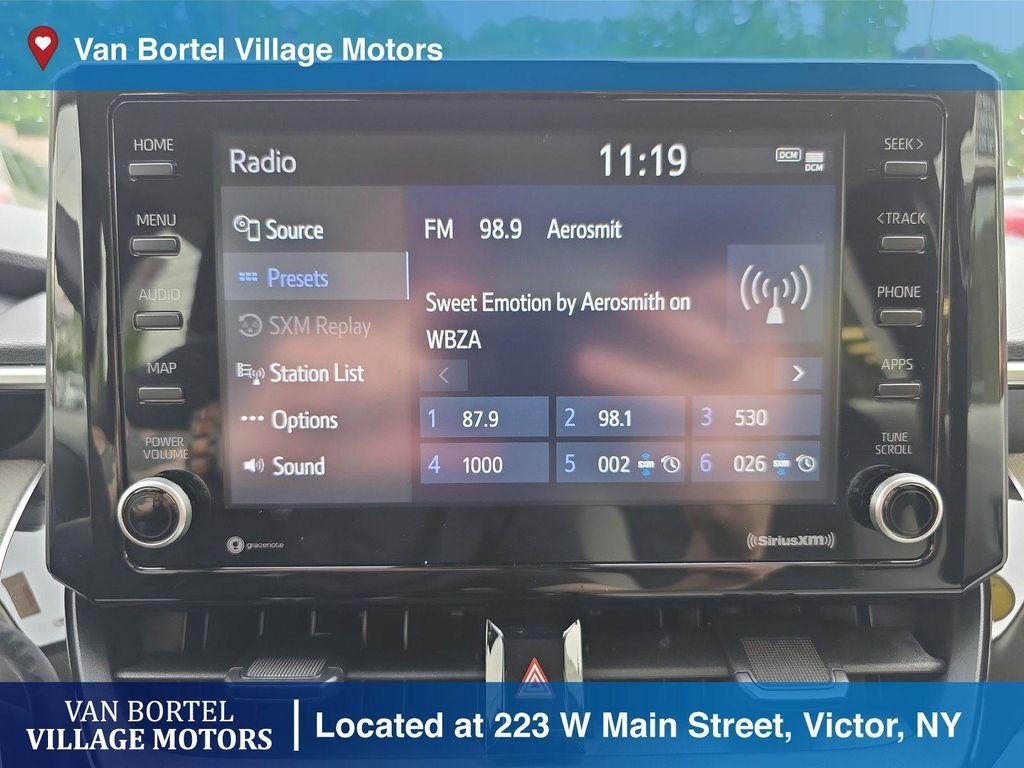 Van Bortel Village Motors
HOME
MENU
AUDIO
MAP
POWER
VOLUME
Radio
11:19
DCM
DCM
Source
Presets
SXM Replay
Station List
Options
Sound
FM 98.9 Aerosmit
Sweet Emotion by Aerosmith on
WBZA
<
>
1 87.9
2 98.1
3 530
4 1000
5 002 sxm
6 026 sxm
SEEK >
< TRACK
PHONE
APPS
TUNE
SCROLL
gracenote
((SiriusXM))
VAN BORTEL
VILLAGE MOTORS
Located at 223 W Main Street, Victor, NY